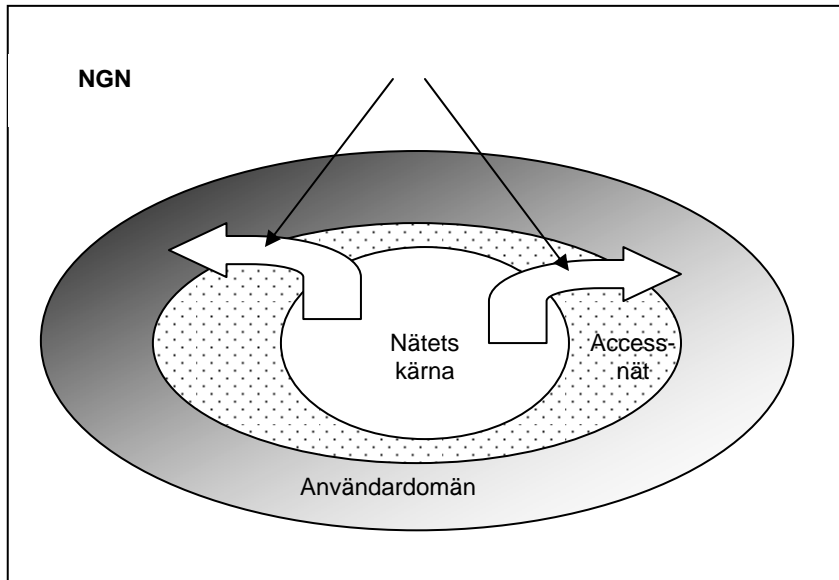 NGN
Nätets
kärna
Access-
nät
Användardomän